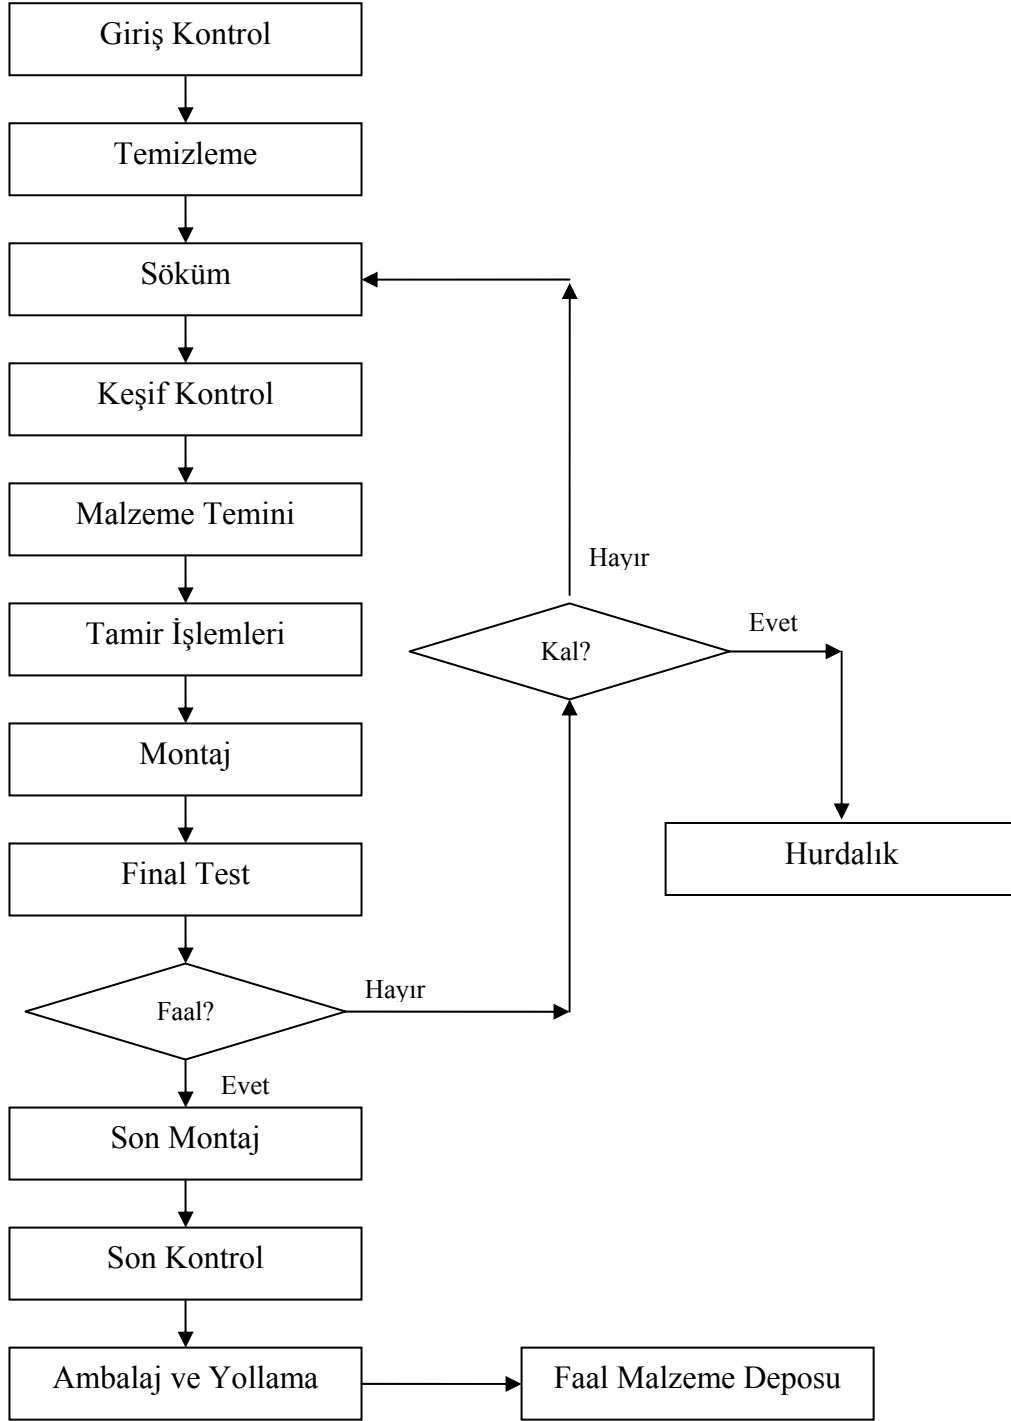 Giriş Kontrol
Temizleme
Söküm
Keşif Kontrol
Malzeme Temini
Hayır
Tamir İşlemleri
Kal?
Evet
Montaj
Hurdalık
Final Test
Faal?
Hayır
Evet
Son Montaj
Son Kontrol
Ambalaj ve Yollama
Faal Malzeme Deposu